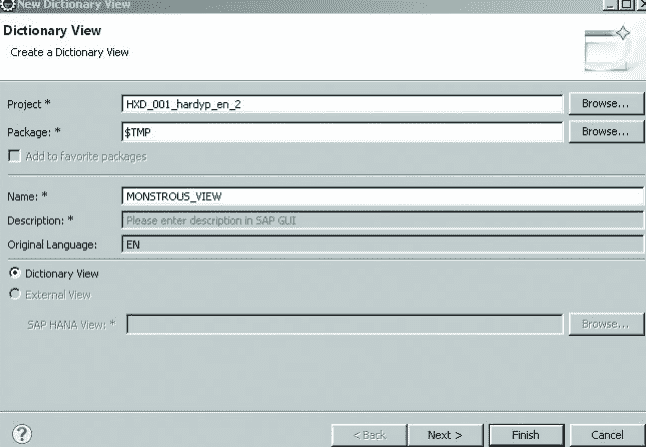 New Dictionary View
Dictionary View
Create a Dictionary View
Project * HXD_001_hardyp_en_2 Browse...
Package: * $TMP Browse...
Add to favorite packages
Name: * MONSTROUS_VIEW
Description: * Please enter description in SAP GUI
Original Language: EN
Dictionary View
External View
SAP HANA View: * Browse...
? < Back Next > Finish Cancel